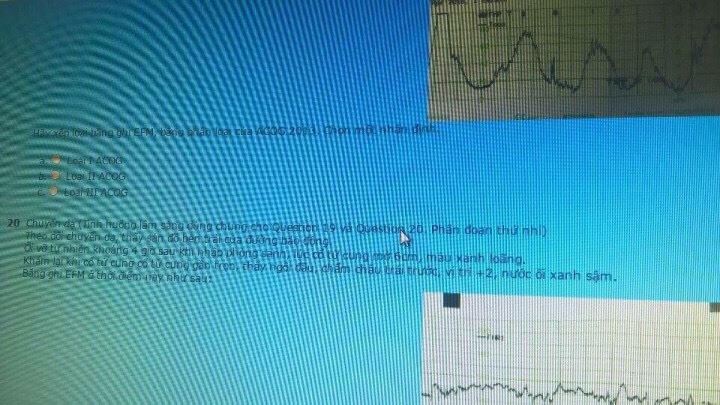 Hãy xếp loại băng ghi EFM, bảng phân loại của ACOG 2013. Chọn một nhận định:
a. Loại I ACOG
b. Loại II ACOG
c. Loại III ACOG
20 Chuyển dạ (Tình huống lâm sàng dùng chung cho Question 19 và Question 20. Phân đoạn thứ nhì)
Theo dõi chuyển dạ, thấy sản đồ bên trái của đường báo động.
Ối vỡ tự nhiên khoảng 4 giờ sau khi nhập phòng sanh, lúc cổ tử cung mở 6cm, màu xanh loãng.
Khám lại khi cổ tử cung cổ tử cung gần trọn, thấy ngôi đầu, chẩm chậu trái trước, vị trí +2, nước ối xanh sậm.
Băng ghi EFM ở thời điểm này như sau: